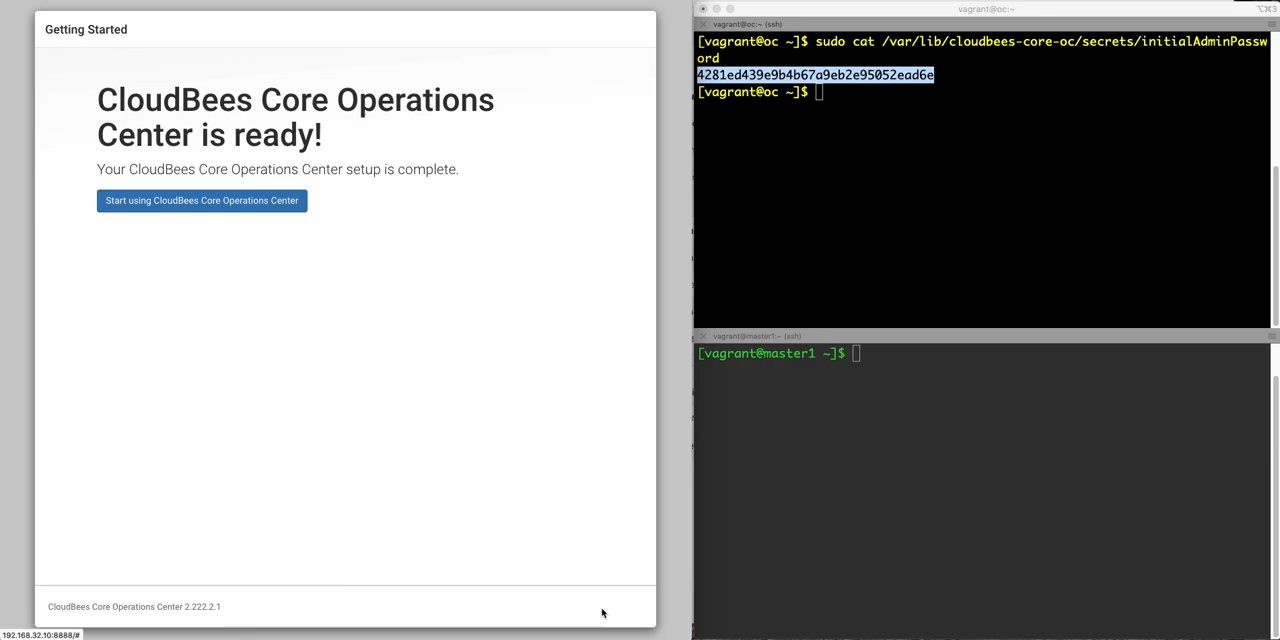 Getting Started
CloudBees Core Operations
Center is ready!
Your CloudBees Core Operations Center setup is complete.
Start using CloudBees Core Operations Center
CloudBees Core Operations Center 2.222.2.1
192.168.32.10:8888/#
vagrant@oc:~
⌥⌘3
vagrant@oc:~ (ssh)
[vagrant@oc ~]$ sudo cat /var/lib/cloudbees-core-oc/secrets/initialAdminPassw
ord
4281ed439e9b4b67a9eb2e95052ead6e
[vagrant@oc ~]$
vagrant@master1:~ (ssh)
[vagrant@master1 ~]$